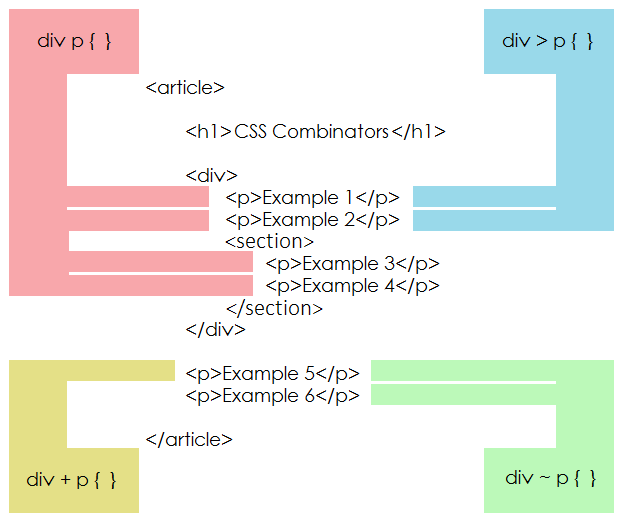 div p { }
div > p { }
<article>
<h1>CSS Combinators</h1>
<div>
<p>Example 1</p>
<p>Example 2</p>
<section>
<p>Example 3</p>
<p>Example 4</p>
</section>
</div>
<p>Example 5</p>
<p>Example 6</p>
</article>
div + p { }
div ~ p { }